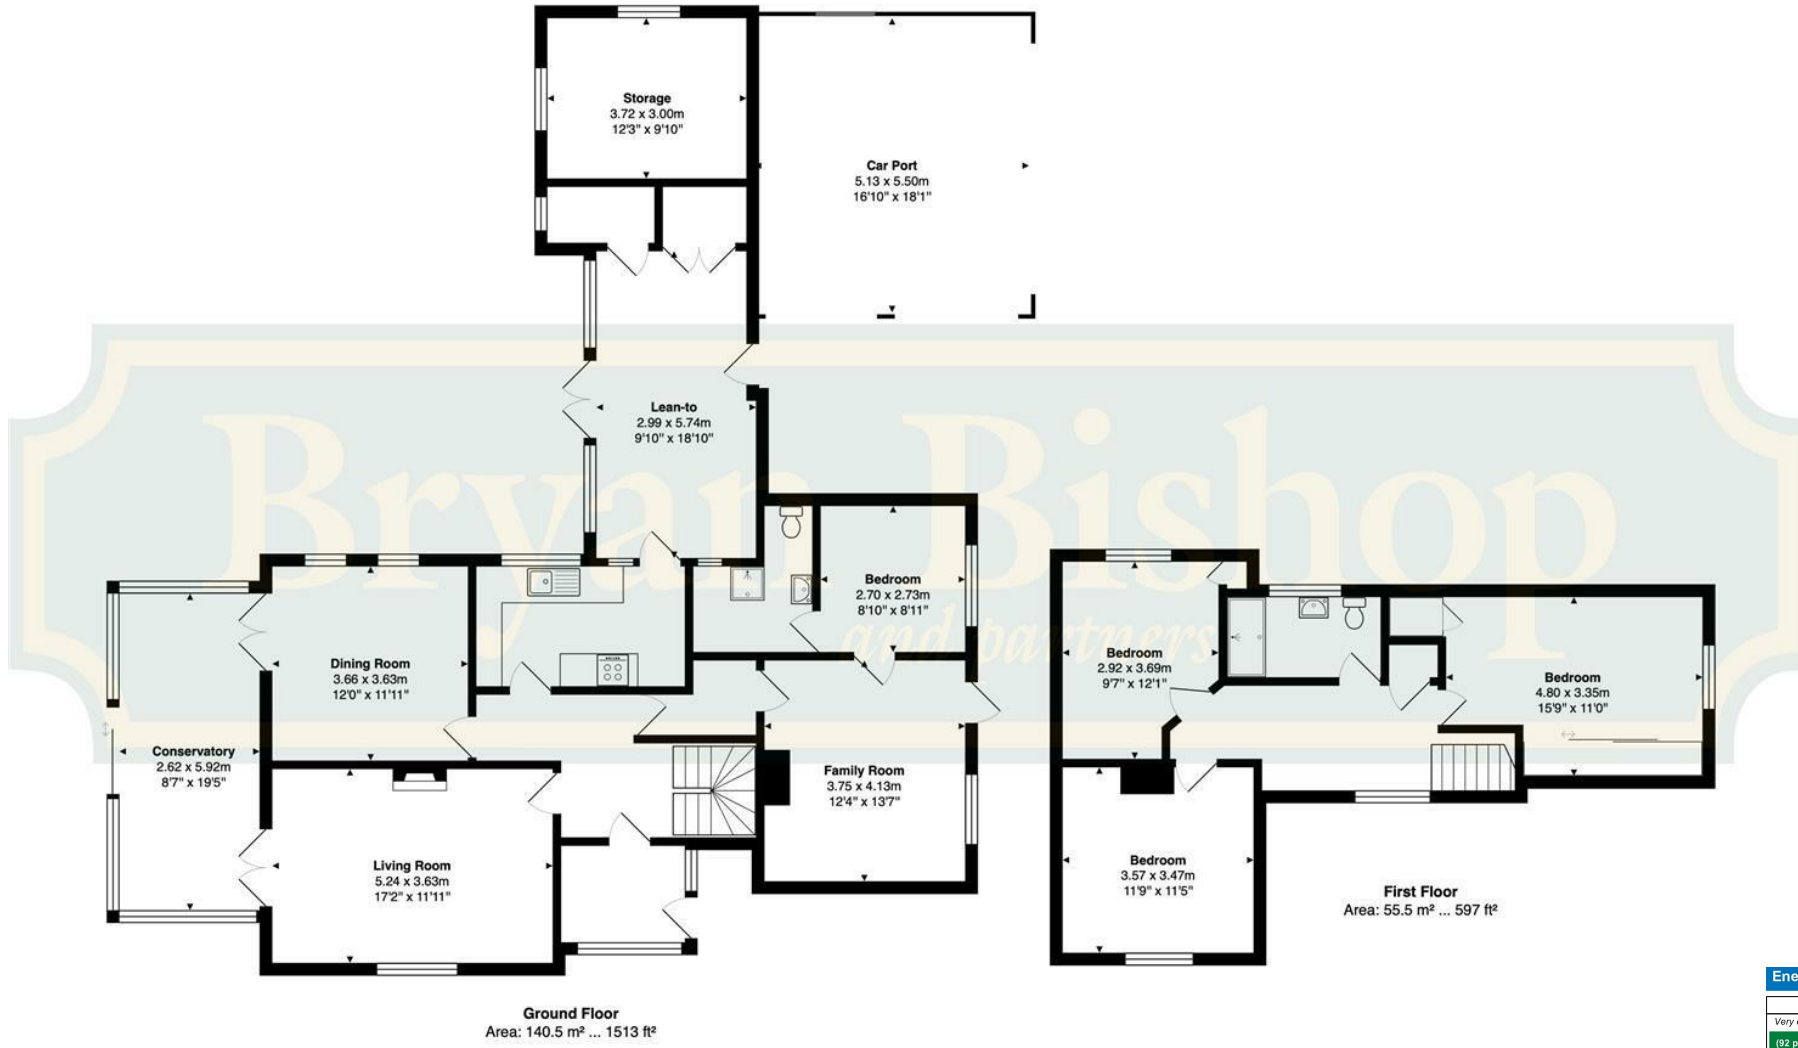 Storage
3.72 x 3.00m
12'3" x 9'10"
Car Port
5.13 x 5.50m
16'10" x 18'1"
Lean-to
2.99 x 5.74m
9'10" x 18'10"
Bryan Bishop
and partners
Bedroom
2.70 x 2.73m
8'10" x 8'11"
Dining Room
3.66 x 3.63m
12'0" x 11'11"
Bedroom
2.92 x 3.69m
9'7" x 12'1"
Bedroom
4.80 x 3.35m
15'9" x 11'0"
Conservatory
2.62 x 5.92m
8'7" x 19'5"
Family Room
3.75 x 4.13m
12'4" x 13'7"
Living Room
5.24 x 3.63m
17'2" x 11'11"
Bedroom
3.57 x 3.47m
11'9" x 11'5"
First Floor
Area: 55.5 m² ... 597 ft²
Ground Floor
Area: 140.5 m² ... 1513 ft²
Ene
Very
(92 p